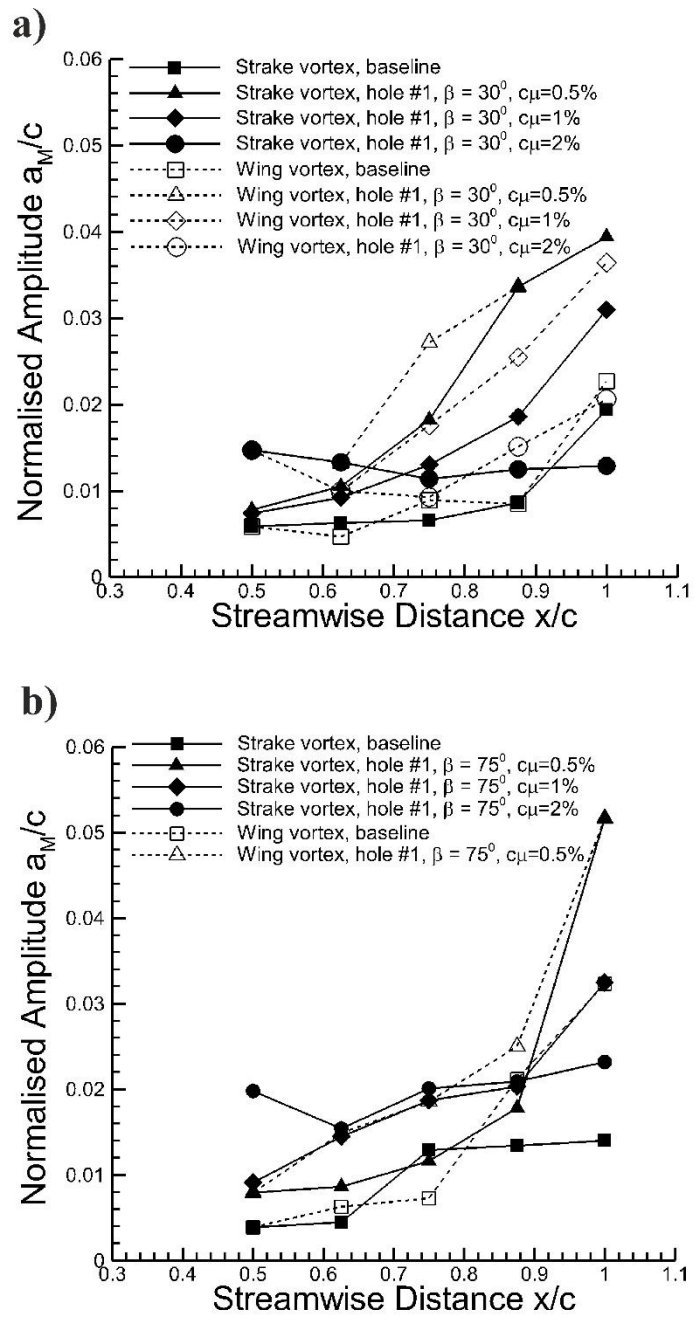 a)
0.06
Strake vortex, baseline
Strake vortex, hole #1, β = 30⁰, cμ=0.5%
Strake vortex, hole #1, β = 30⁰, cμ=1%
Strake vortex, hole #1, β = 30⁰, cμ=2%
Wing vortex, baseline
Wing vortex, hole #1, β = 30⁰, cμ=0.5%
Wing vortex, hole #1, β = 30⁰, cμ=1%
Wing vortex, hole #1, β = 30⁰, cμ=2%
0.05
0.04
0.03
0.02
0.01
0
Normalised Amplitude a_M/c
0.3 0.4 0.5 0.6 0.7 0.8 0.9 1 1.1
Streamwise Distance x/c
b)
0.06
Strake vortex, baseline
Strake vortex, hole #1, β = 75⁰, cμ=0.5%
Strake vortex, hole #1, β = 75⁰, cμ=1%
Strake vortex, hole #1, β = 75⁰, cμ=2%
Wing vortex, baseline
Wing vortex, hole #1, β = 75⁰, cμ=0.5%
0.05
0.04
0.03
0.02
0.01
0
Normalised Amplitude a_M/c
0.3 0.4 0.5 0.6 0.7 0.8 0.9 1 1.1
Streamwise Distance x/c